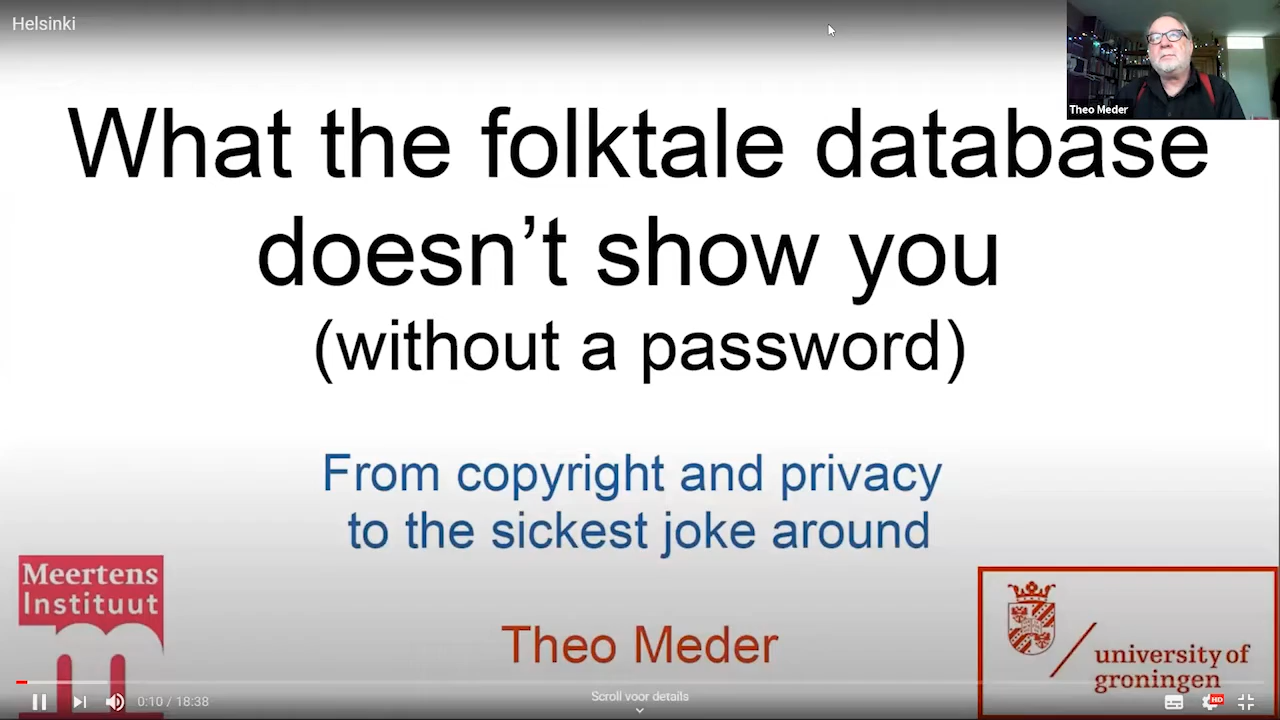 Helsinki
Theo Meder
What the folktale database
doesn’t show you
(without a password)
From copyright and privacy
to the sickest joke around
Meertens
Instituut
Theo Meder
university of
groningen
0:10 / 18:38
Scroll voor details
HD